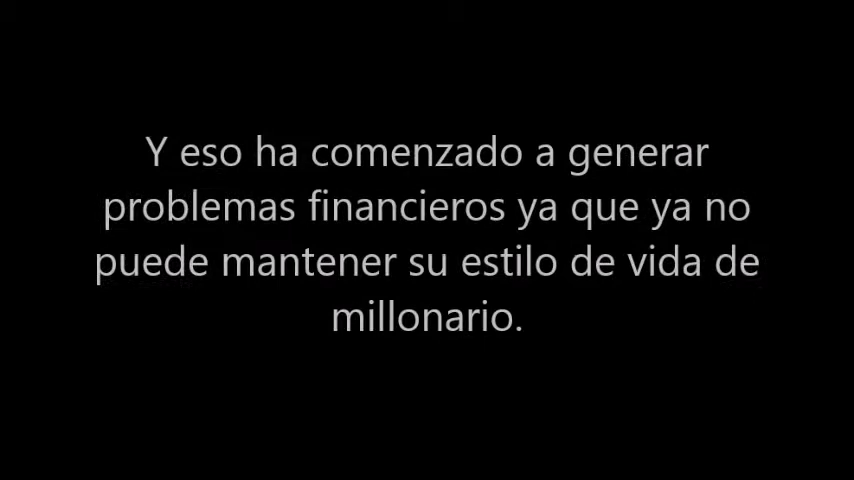 Y eso ha comenzado a generar
problemas financieros ya que ya no
puede mantener su estilo de vida de
millonario.